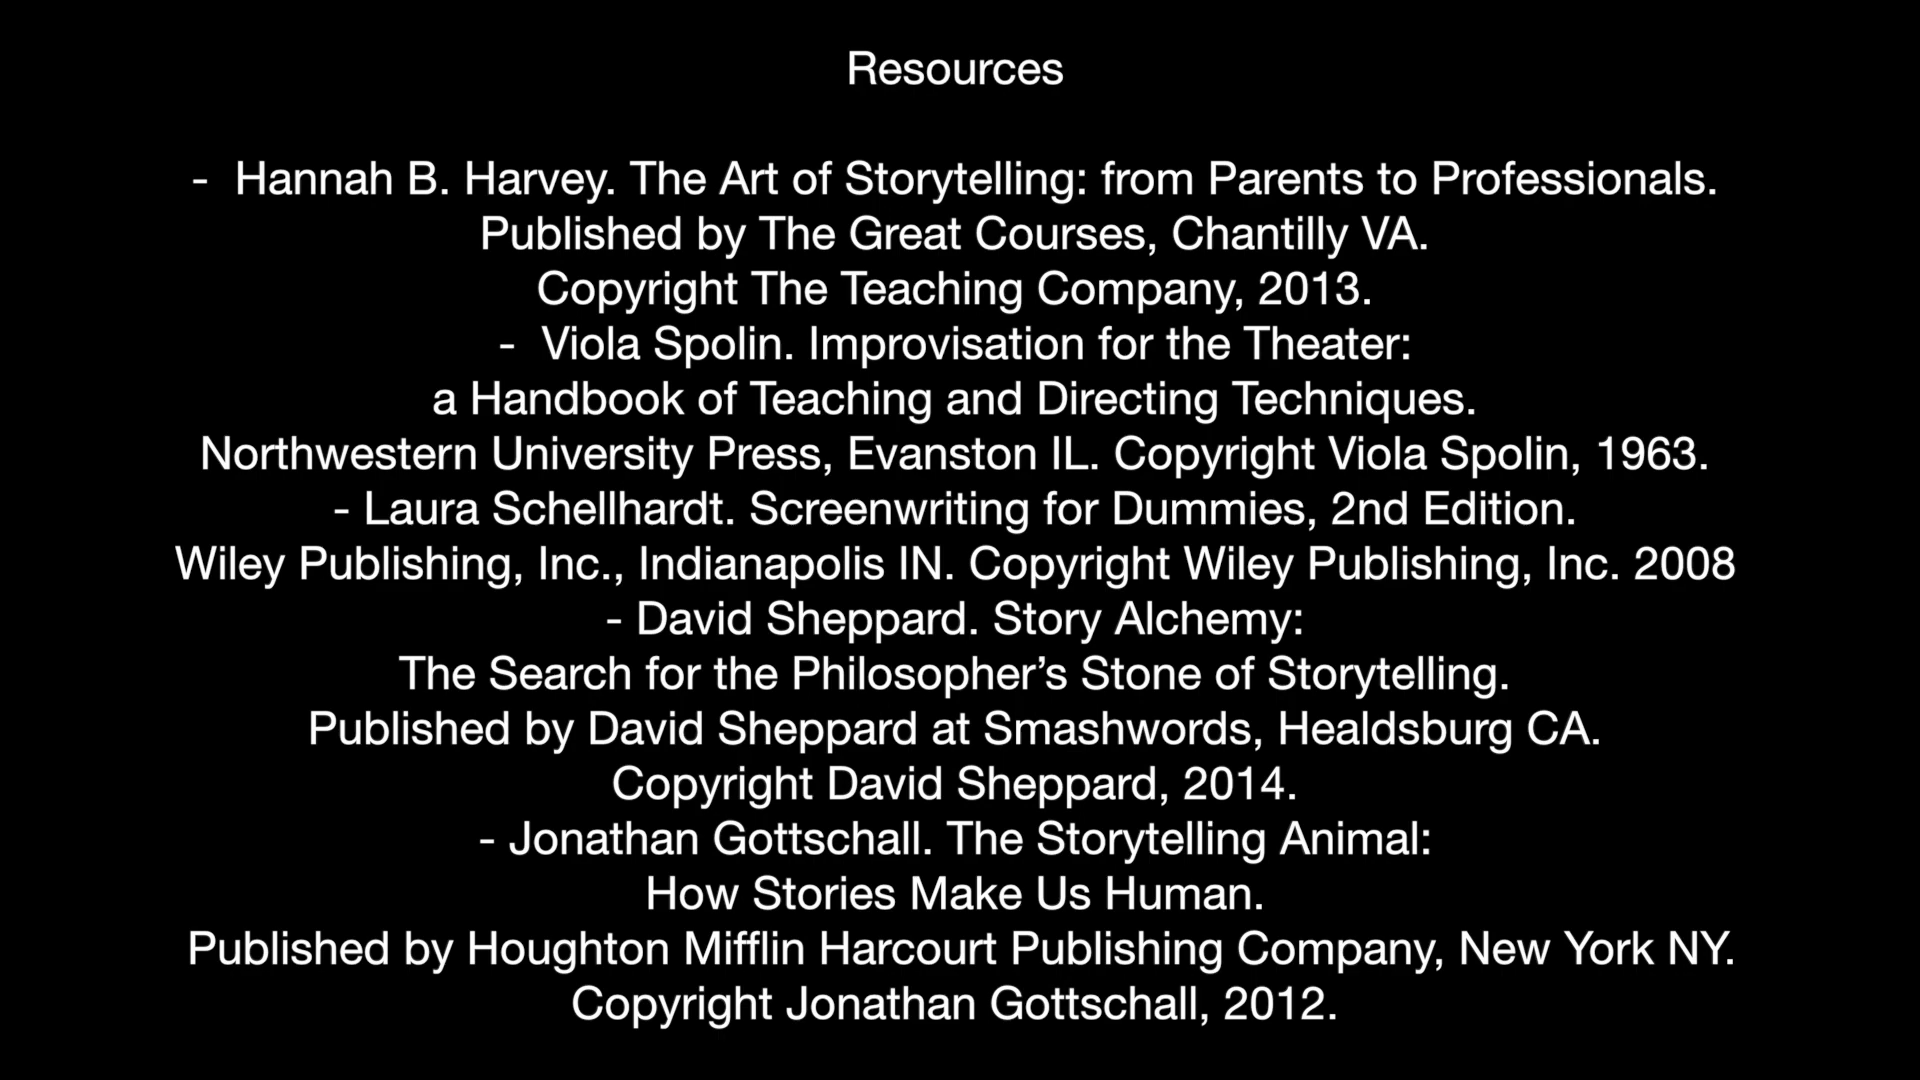 Resources
- Hannah B. Harvey. The Art of Storytelling: from Parents to Professionals.
Published by The Great Courses, Chantilly VA.
Copyright The Teaching Company, 2013.
- Viola Spolin. Improvisation for the Theater:
a Handbook of Teaching and Directing Techniques.
Northwestern University Press, Evanston IL. Copyright Viola Spolin, 1963.
- Laura Schellhardt. Screenwriting for Dummies, 2nd Edition.
Wiley Publishing, Inc., Indianapolis IN. Copyright Wiley Publishing, Inc. 2008
- David Sheppard. Story Alchemy:
The Search for the Philosopher’s Stone of Storytelling.
Published by David Sheppard at Smashwords, Healdsburg CA.
Copyright David Sheppard, 2014.
- Jonathan Gottschall. The Storytelling Animal:
How Stories Make Us Human.
Published by Houghton Mifflin Harcourt Publishing Company, New York NY.
Copyright Jonathan Gottschall, 2012.